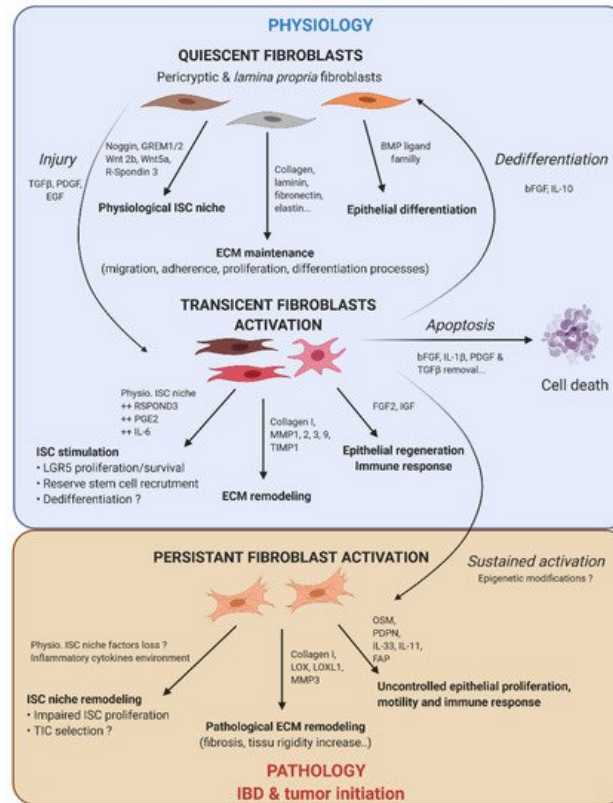 PHYSIOLOGY
QUIESCENT FIBROBLASTS
Pericryptic & lamina propria fibroblasts
Injury
TGFβ, PDGF,
EGF
Noggin, GREM1/2
Wnt 2b, Wnt5a,
R-Spondin 3
Physiological ISC niche
Collagen,
laminin,
fibronectin,
elastin...
ECM maintenance
(migration, adherence, proliferation, differentiation processes)
BMP ligand
familly
Epithelial differentiation
Dedifferentiation
bFGF, IL-10
TRANSICENT FIBROBLASTS
ACTIVATION
Apoptosis
bFGF, IL-1β, PDGF &
TGFβ removal...
Cell death
Physio. ISC niche
++ RSPOND3
++ PGE2
++ IL-6
ISC stimulation
• LGR5 proliferation/survival
• Reserve stem cell recrutment
• Dedifferentiation ?
Collagen I,
MMP1, 2, 3, 9,
TIMP1
ECM remodeling
FGF2, IGF
Epithelial regeneration
Immune response
PERSISTANT FIBROBLAST ACTIVATION
Sustained activation
Epigenetic modifications ?
Physio. ISC niche factors loss ?
Inflammatory cytokines environment
ISC niche remodeling
• Impaired ISC proliferation
• TIC selection ?
Collagen I,
LOX, LOXL1,
MMP3
Pathological ECM remodeling
(fibrosis, tissu rigidity increase..)
OSM,
PDPN,
IL-33, IL-11,
FAP
Uncontrolled epithelial proliferation,
motility and immune response
PATHOLOGY
IBD & tumor initiation